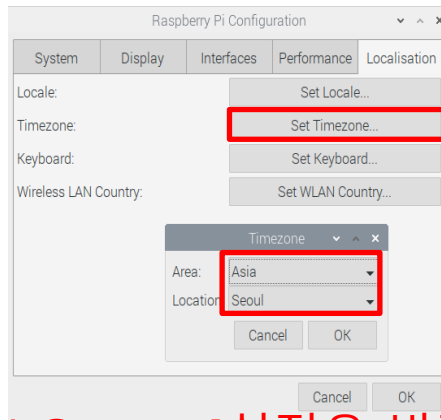 Raspberry Pi Configuration
System Display Interfaces Performance Localisation
Locale: Set Locale...
Timezone: Set Timezone...
Keyboard: Set Keyboard...
Wireless LAN Country: Set WLAN Country...
Timezone
Area: Asia
Location Seoul
Cancel OK
Cancel OK